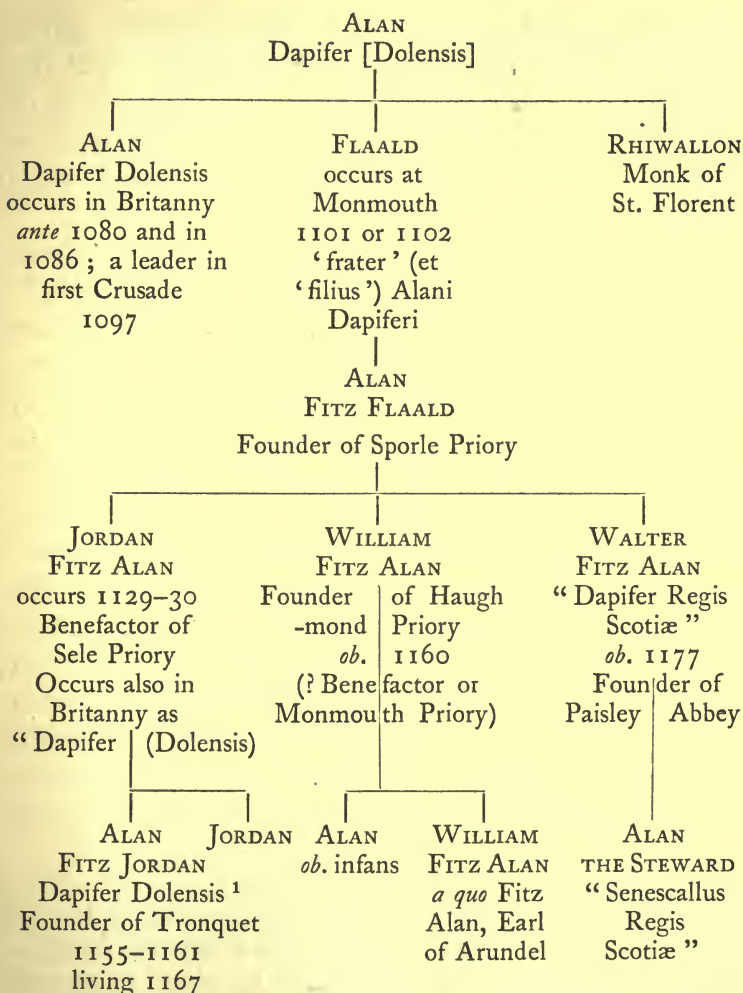 ALAN
Dapifer [Dolensis]
ALAN
Dapifer Dolensis
occurs in Britanny
ante 1080 and in
1086 ; a leader in
first Crusade
1097
FLAALD
occurs at
Monmouth
1101 or 1102
‘ frater ’ (et
‘ filius ’) Alani
Dapiferi
RHIWALLON
Monk of
St. Florent
ALAN
FITZ FLAALD
Founder of Sporle Priory
JORDAN
FITZ ALAN
occurs 1129–30
Benefactor of
Sele Priory
Occurs also in
Britanny as
“ Dapifer (Dolensis)
WILLIAM
FITZ ALAN
Founder of Haugh
-mond Priory
ob. 1160
(? Benefactor or
Monmouth Priory)
WALTER
FITZ ALAN
“ Dapifer Regis
Scotiæ ”
ob. 1177
Founder of
Paisley Abbey
ALAN
FITZ JORDAN
Dapifer Dolensis 1
Founder of Tronquet
1155–1161
living 1167
JORDAN
ALAN
ob. infans
WILLIAM
FITZ ALAN
a quo Fitz
Alan, Earl
of Arundel
ALAN
THE STEWARD
“ Senescallus
Regis
Scotiæ ”